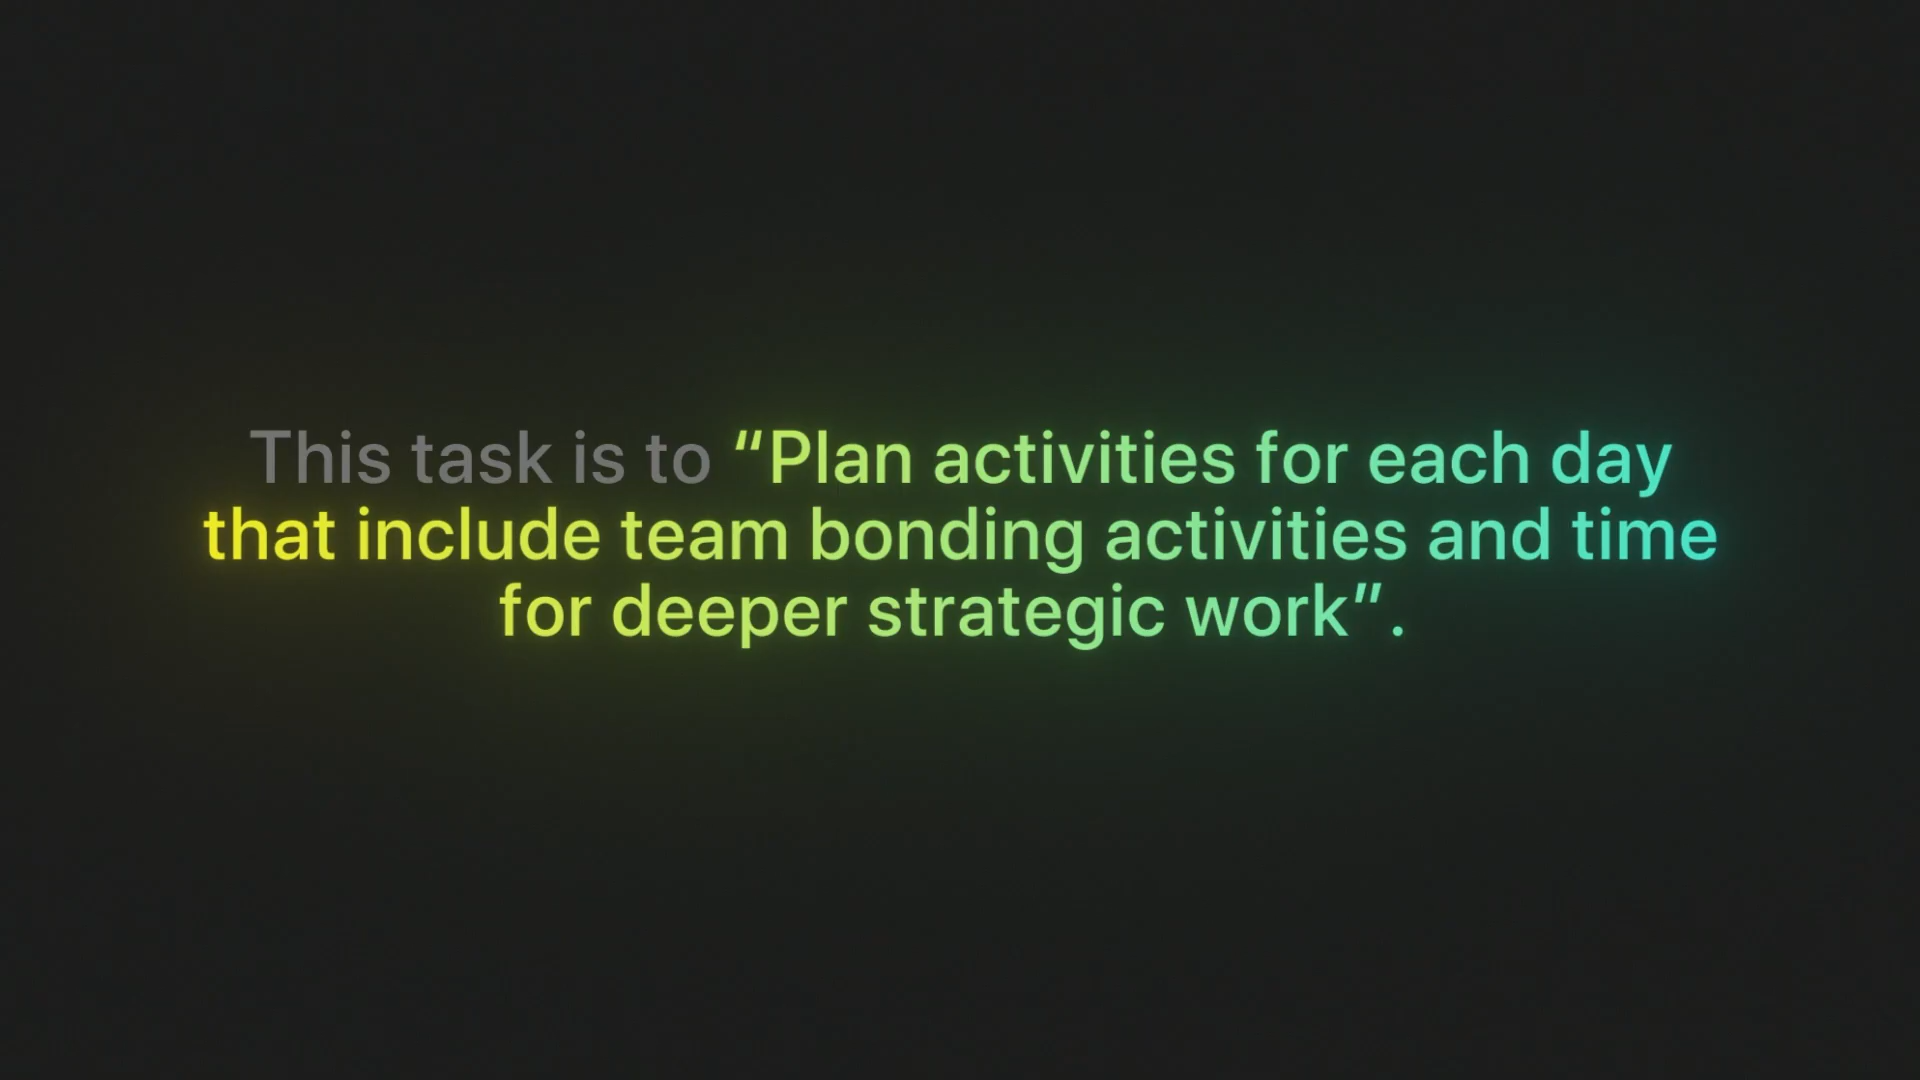 This task is to “Plan activities for each day
that include team bonding activities and time
for deeper strategic work”.